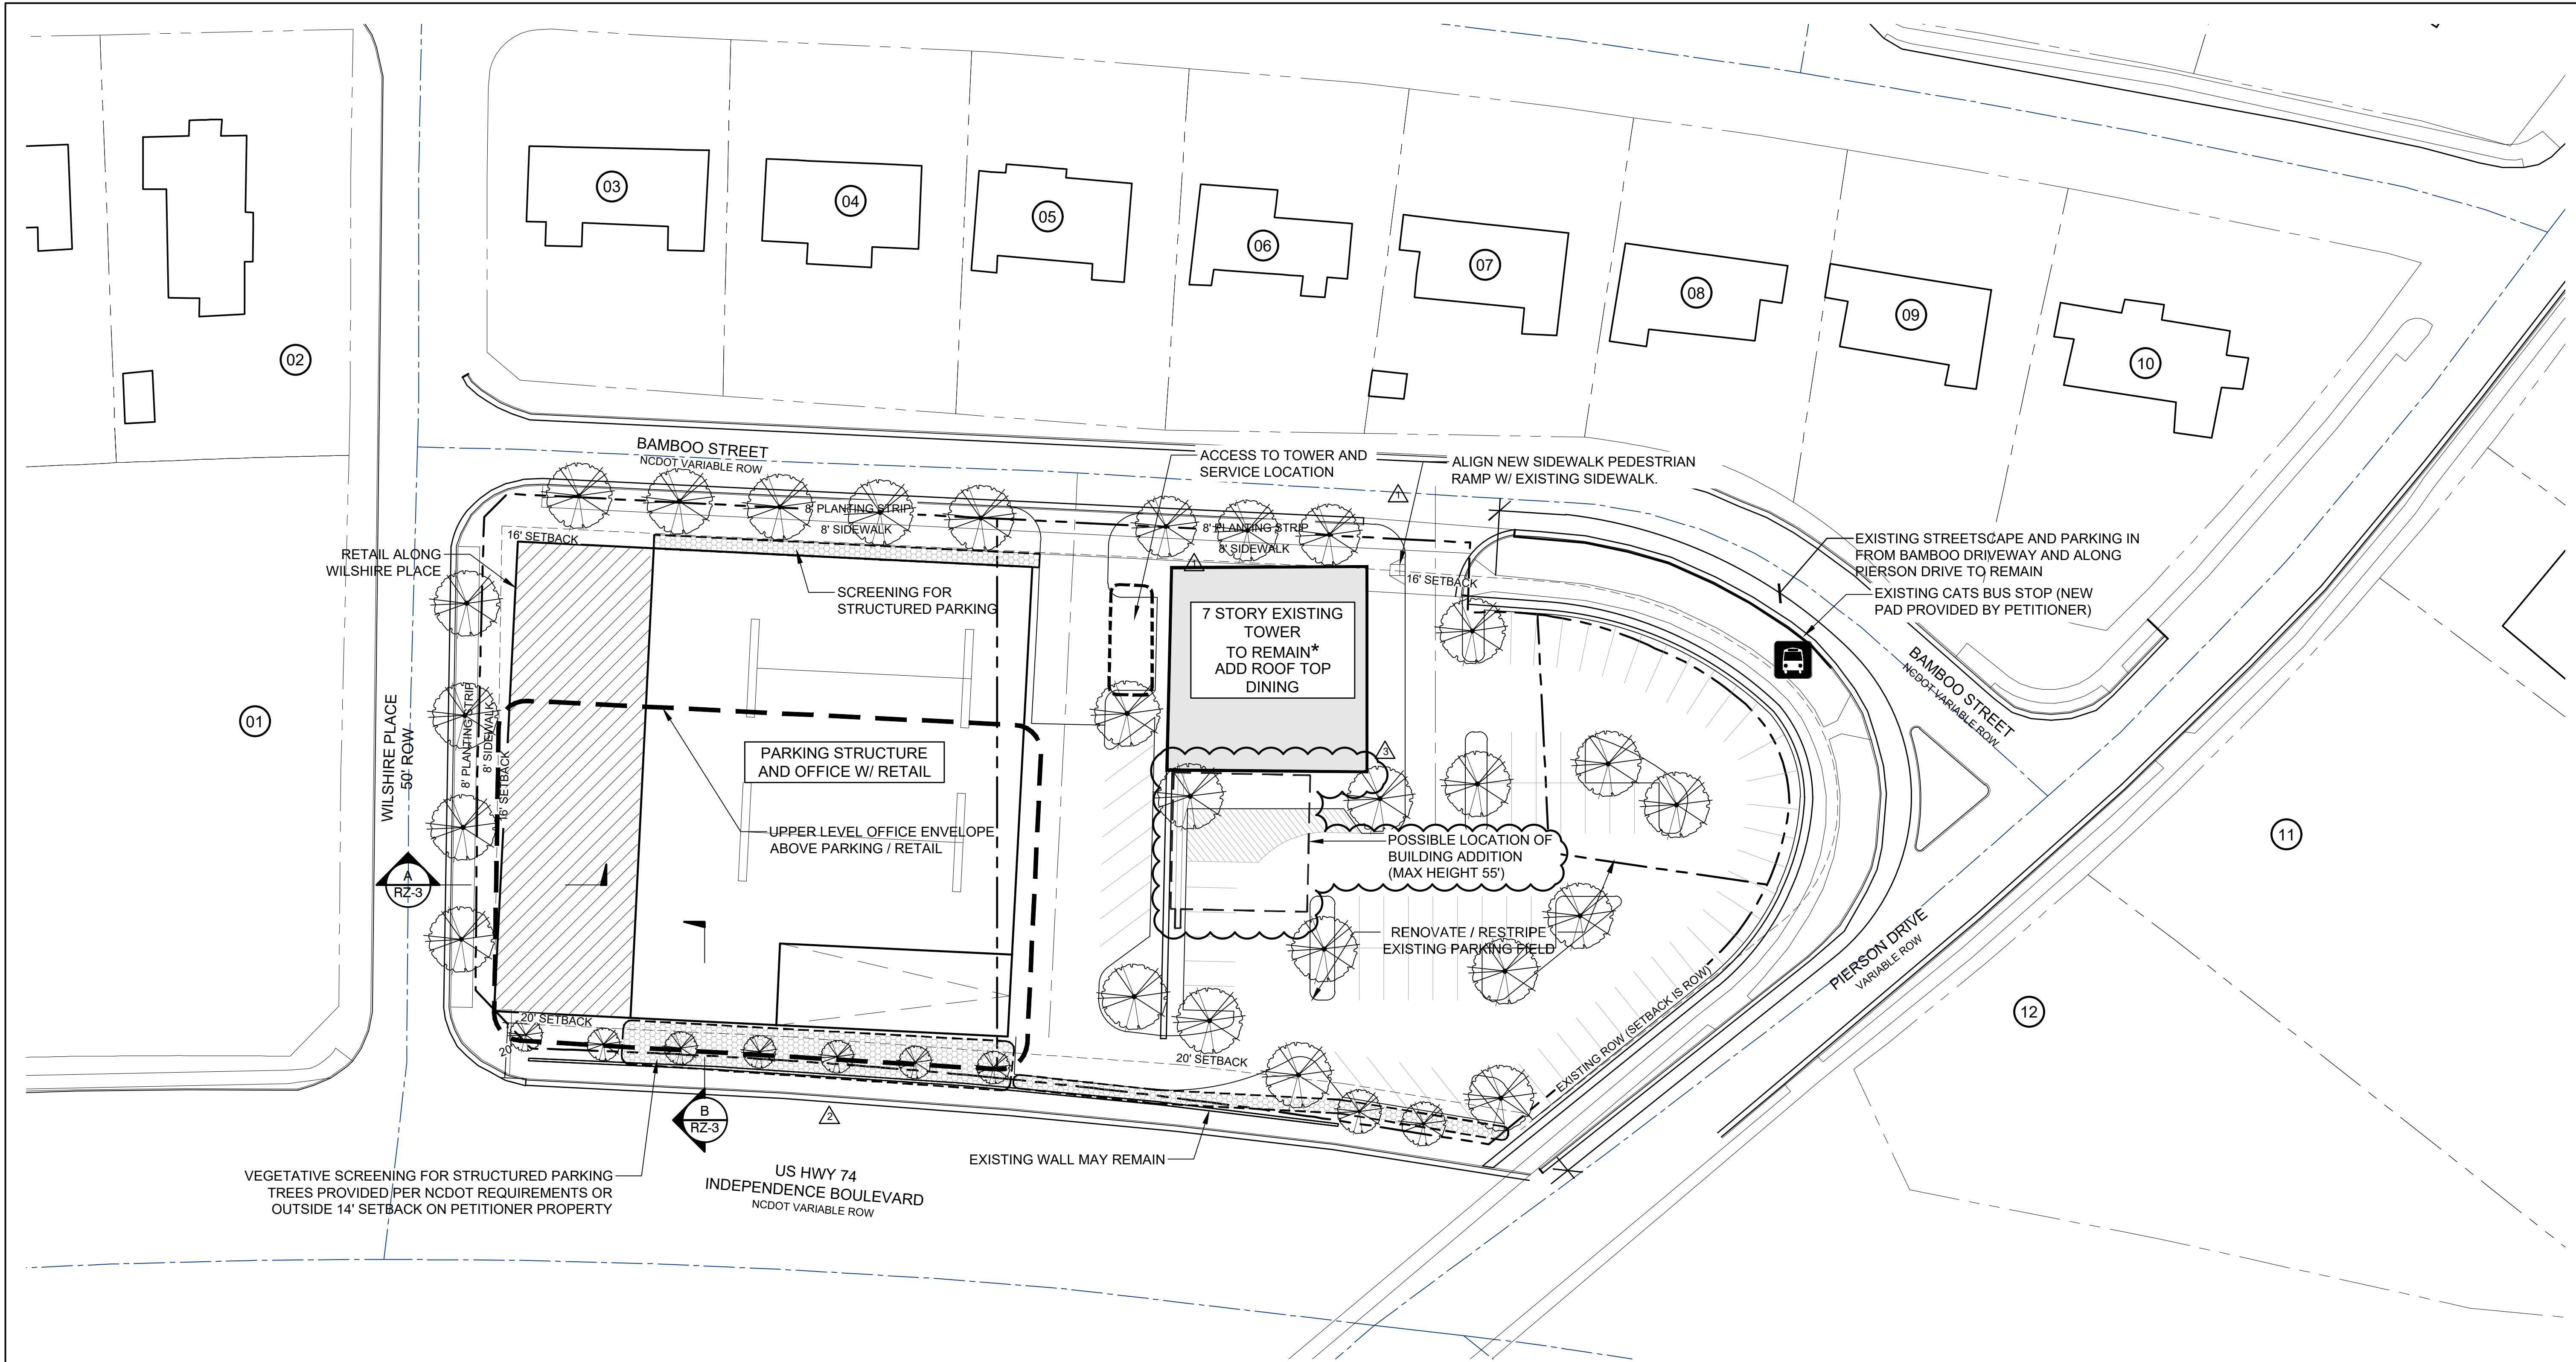 03
04
05
06
07
08
09
10
02
BAMBOO STREET
NCDOT VARIABLE ROW
ACCESS TO TOWER AND
SERVICE LOCATION
ALIGN NEW SIDEWALK PEDESTRIAN
RAMP W/ EXISTING SIDEWALK.
1
8' PLANTING STRIP
8' SIDEWALK
8' PLANTING STRIP
8' SIDEWALK
16' SETBACK
RETAIL ALONG
WILSHIRE PLACE
1
16' SETBACK
EXISTING STREETSCAPE AND PARKING IN
FROM BAMBOO DRIVEWAY AND ALONG
PIERSON DRIVE TO REMAIN
EXISTING CATS BUS STOP (NEW
PAD PROVIDED BY PETITIONER)
SCREENING FOR
STRUCTURED PARKING
7 STORY EXISTING
TOWER
TO REMAIN*
ADD ROOF TOP
DINING
BAMBOO STREET
NCDOT VARIABLE ROW
01
WILSHIRE PLACE
50' ROW
8' PLANTING STRIP
8' SIDEWALK
16' SETBACK
PARKING STRUCTURE
AND OFFICE W/ RETAIL
3
UPPER LEVEL OFFICE ENVELOPE
ABOVE PARKING / RETAIL
POSSIBLE LOCATION OF
BUILDING ADDITION
(MAX HEIGHT 55')
11
A
RZ-3
RENOVATE / RESTRIPE
EXISTING PARKING FIELD
PIERSON DRIVE
VARIABLE ROW
12
EXISTING ROW (SETBACK IS ROW)
20' SETBACK
20'
20' SETBACK
B
RZ-3
2
EXISTING WALL MAY REMAIN
VEGETATIVE SCREENING FOR STRUCTURED PARKING
TREES PROVIDED PER NCDOT REQUIREMENTS OR
OUTSIDE 14' SETBACK ON PETITIONER PROPERTY
US HWY 74
INDEPENDENCE BOULEVARD
NCDOT VARIABLE ROW